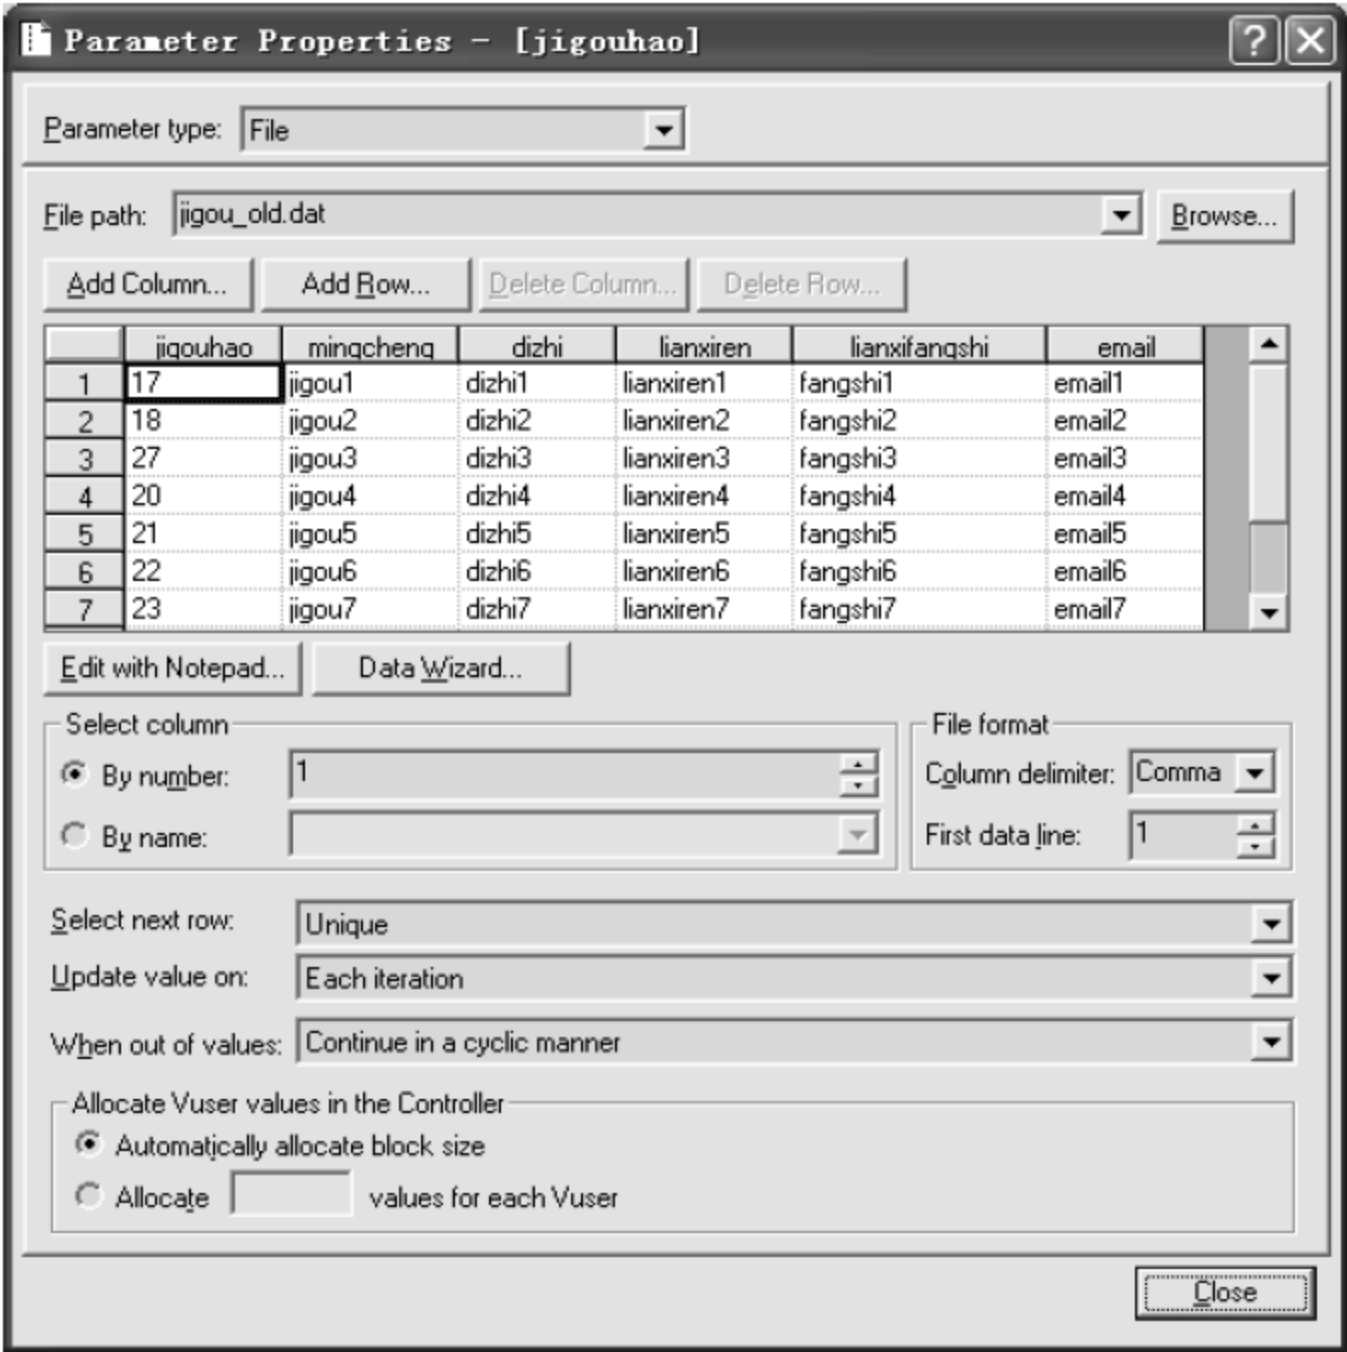 Parameter Properties - [jigouhao]
Parameter type: File
File path: jigou_old.dat Browse...
Add Column... Add Row... Delete Column... Delete Row...
jigouhao mingcheng dizhi lianxiren lianxifangshi email
1 17 jigou1 dizhi1 lianxiren1 fangshi1 email1
2 18 jigou2 dizhi2 lianxiren2 fangshi2 email2
3 27 jigou3 dizhi3 lianxiren3 fangshi3 email3
4 20 jigou4 dizhi4 lianxiren4 fangshi4 email4
5 21 jigou5 dizhi5 lianxiren5 fangshi5 email5
6 22 jigou6 dizhi6 lianxiren6 fangshi6 email6
7 23 jigou7 dizhi7 lianxiren7 fangshi7 email7
Edit with Notepad... Data Wizard...
Select column File format
By number: 1 Column delimiter: Comma
By name: First data line: 1
Select next row: Unique
Update value on: Each iteration
When out of values: Continue in a cyclic manner
Allocate Vuser values in the Controller
Automatically allocate block size
Allocate values for each Vuser
Close